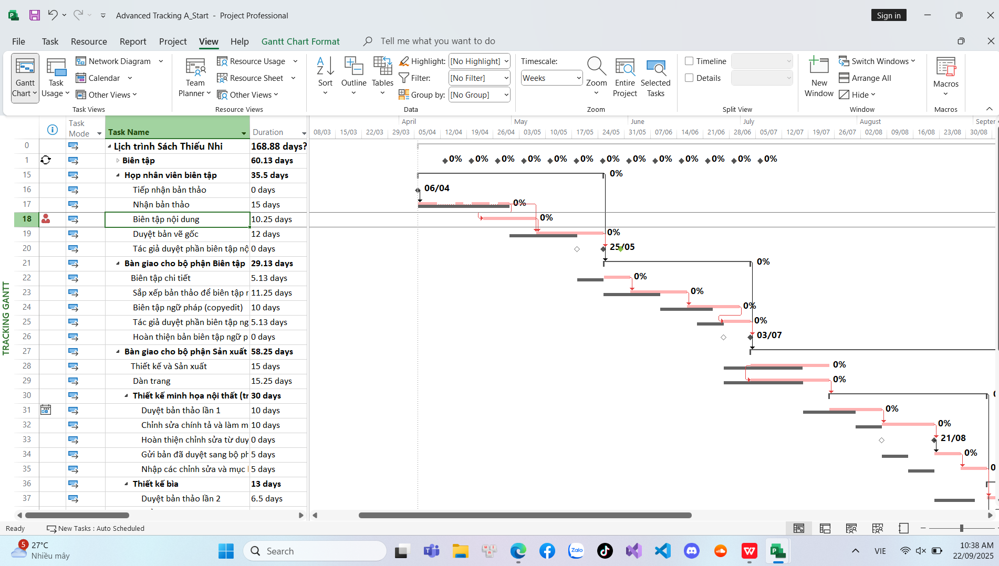 Advanced Tracking A_Start - Project Professional
Sign in
File Task Resource Report Project View Help Gantt Chart Format Tell me what you want to do
Gantt Chart
Task Usage
Network Diagram
Calendar
Other Views
Task Views
Team Planner
Resource Usage
Resource Sheet
Other Views
Resource Views
Sort
Outline
Tables
Highlight: [No Highlight]
Filter: [No Filter]
Group by: [No Group]
Data
Timescale:
Weeks
Zoom
Entire Project
Selected Tasks
Zoom
Timeline
Details
Split View
New Window
Switch Windows
Arrange All
Hide
Window
Macros
Macros
Task Mode
Task Name
Duration
April May June July August Septer
08/03 15/03 22/03 29/03 05/04 12/04 19/04 26/04 03/05 10/05 17/05 24/05 31/05 07/06 14/06 21/06 28/06 05/07 12/07 19/07 26/07 02/08 09/08 16/08 23/08 30/08
0 Lịch trình Sách Thiếu Nhi 168.88 days?
1 Biên tập 60.13 days 0% 0% 0% 0% 0% 0% 0% 0% 0% 0% 0% 0% 0%
15 Họp nhân viên biên tập 35.5 days 0%
16 Tiếp nhận bản thảo 0 days 06/04
17 Nhận bản thảo 15 days 0%
18 Biên tập nội dung 10.25 days 0%
19 Duyệt bản vẽ gốc 12 days 0%
20 Tác giả duyệt phần biên tập nộ 0 days 25/05
21 Bàn giao cho bộ phận Biên tập 29.13 days 0%
22 Biên tập chi tiết 5.13 days 0%
23 Sắp xếp bản thảo để biên tập r 11.25 days 0%
24 Biên tập ngữ pháp (copyedit) 10 days 0%
25 Tác giả duyệt phần biên tập ng 5.13 days 0%
26 Hoàn thiện bản biên tập ngữ p 0 days 03/07
27 Bàn giao cho bộ phận Sản xuất 58.25 days
28 Thiết kế và Sản xuất 15 days 0%
29 Dàn trang 15.25 days 0%
30 Thiết kế minh họa nội thất (tr 30 days
31 Duyệt bản thảo lần 1 10 days 0%
32 Chỉnh sửa chính tả và làm m 10 days 0%
33 Hoàn thiện chỉnh sửa từ duy 0 days 21/08
34 Gửi bản đã duyệt sang bộ ph 5 days 0%
35 Nhập các chỉnh sửa và mục 5 days 0
36 Thiết kế bìa 13 days
37 Duyệt bản thảo lần 2 6.5 days
TRACKING GANTT
Ready New Tasks : Auto Scheduled
5
27°C
Nhiều mây
Search
Zalo
VIE
10:38 AM
22/09/2025